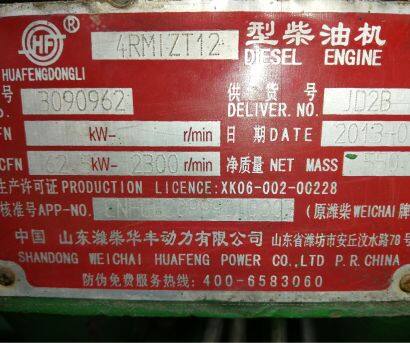 HF ®
HUAFENGDONGLI
4RMIZT12 型柴油机
DIESEL ENGINE
号 3090962 供货号
DELIVER.NO. JD2B
FN kW- r/min 日期DATE 2013-0
CFN kW- 2300 r/min 净质量 NET MASS
生产许可证 PRODUCTION LICENCE:XK06-002-00228
核准号APP-NO. (原潍柴WEICHAI牌
中国 山东潍柴华丰动力有限公司 山东省潍坊市安丘汶水路78号
SHANDONG WEICHAI HUAFENG POWER CO.,LTD P.R.CHINA
防伪免费服务热线:400-6583060